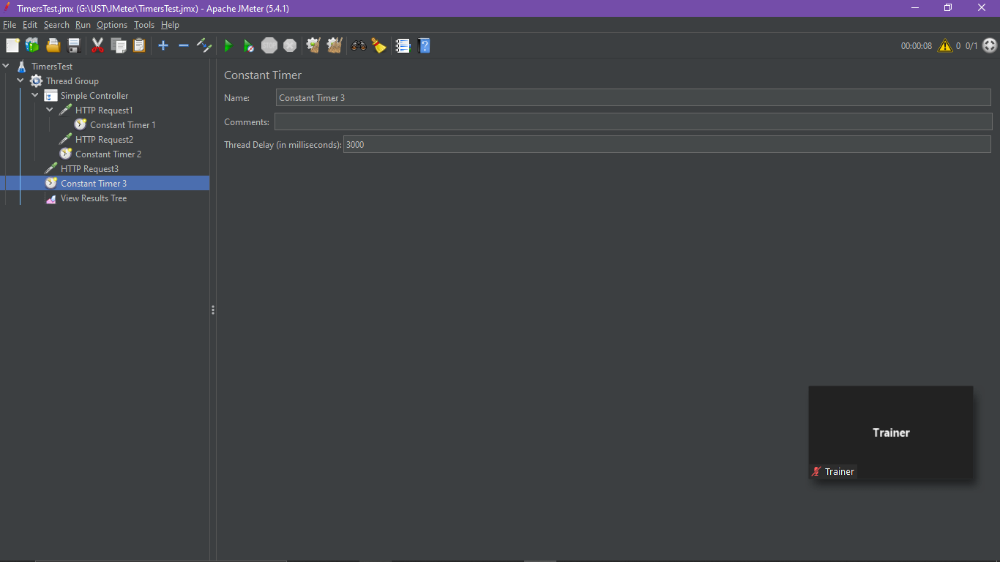 TimersTest.jmx (G:\UST\JMeter\TimersTest.jmx) - Apache JMeter (5.4.1)
File Edit Search Run Options Tools Help
STOP 00:00:08 0 0/1
TimersTest
Thread Group
Simple Controller
HTTP Request1
Constant Timer 1
HTTP Request2
Constant Timer 2
HTTP Request3
Constant Timer 3
View Results Tree
Constant Timer
Name: Constant Timer 3
Comments:
Thread Delay (in milliseconds): 3000
Trainer
Trainer